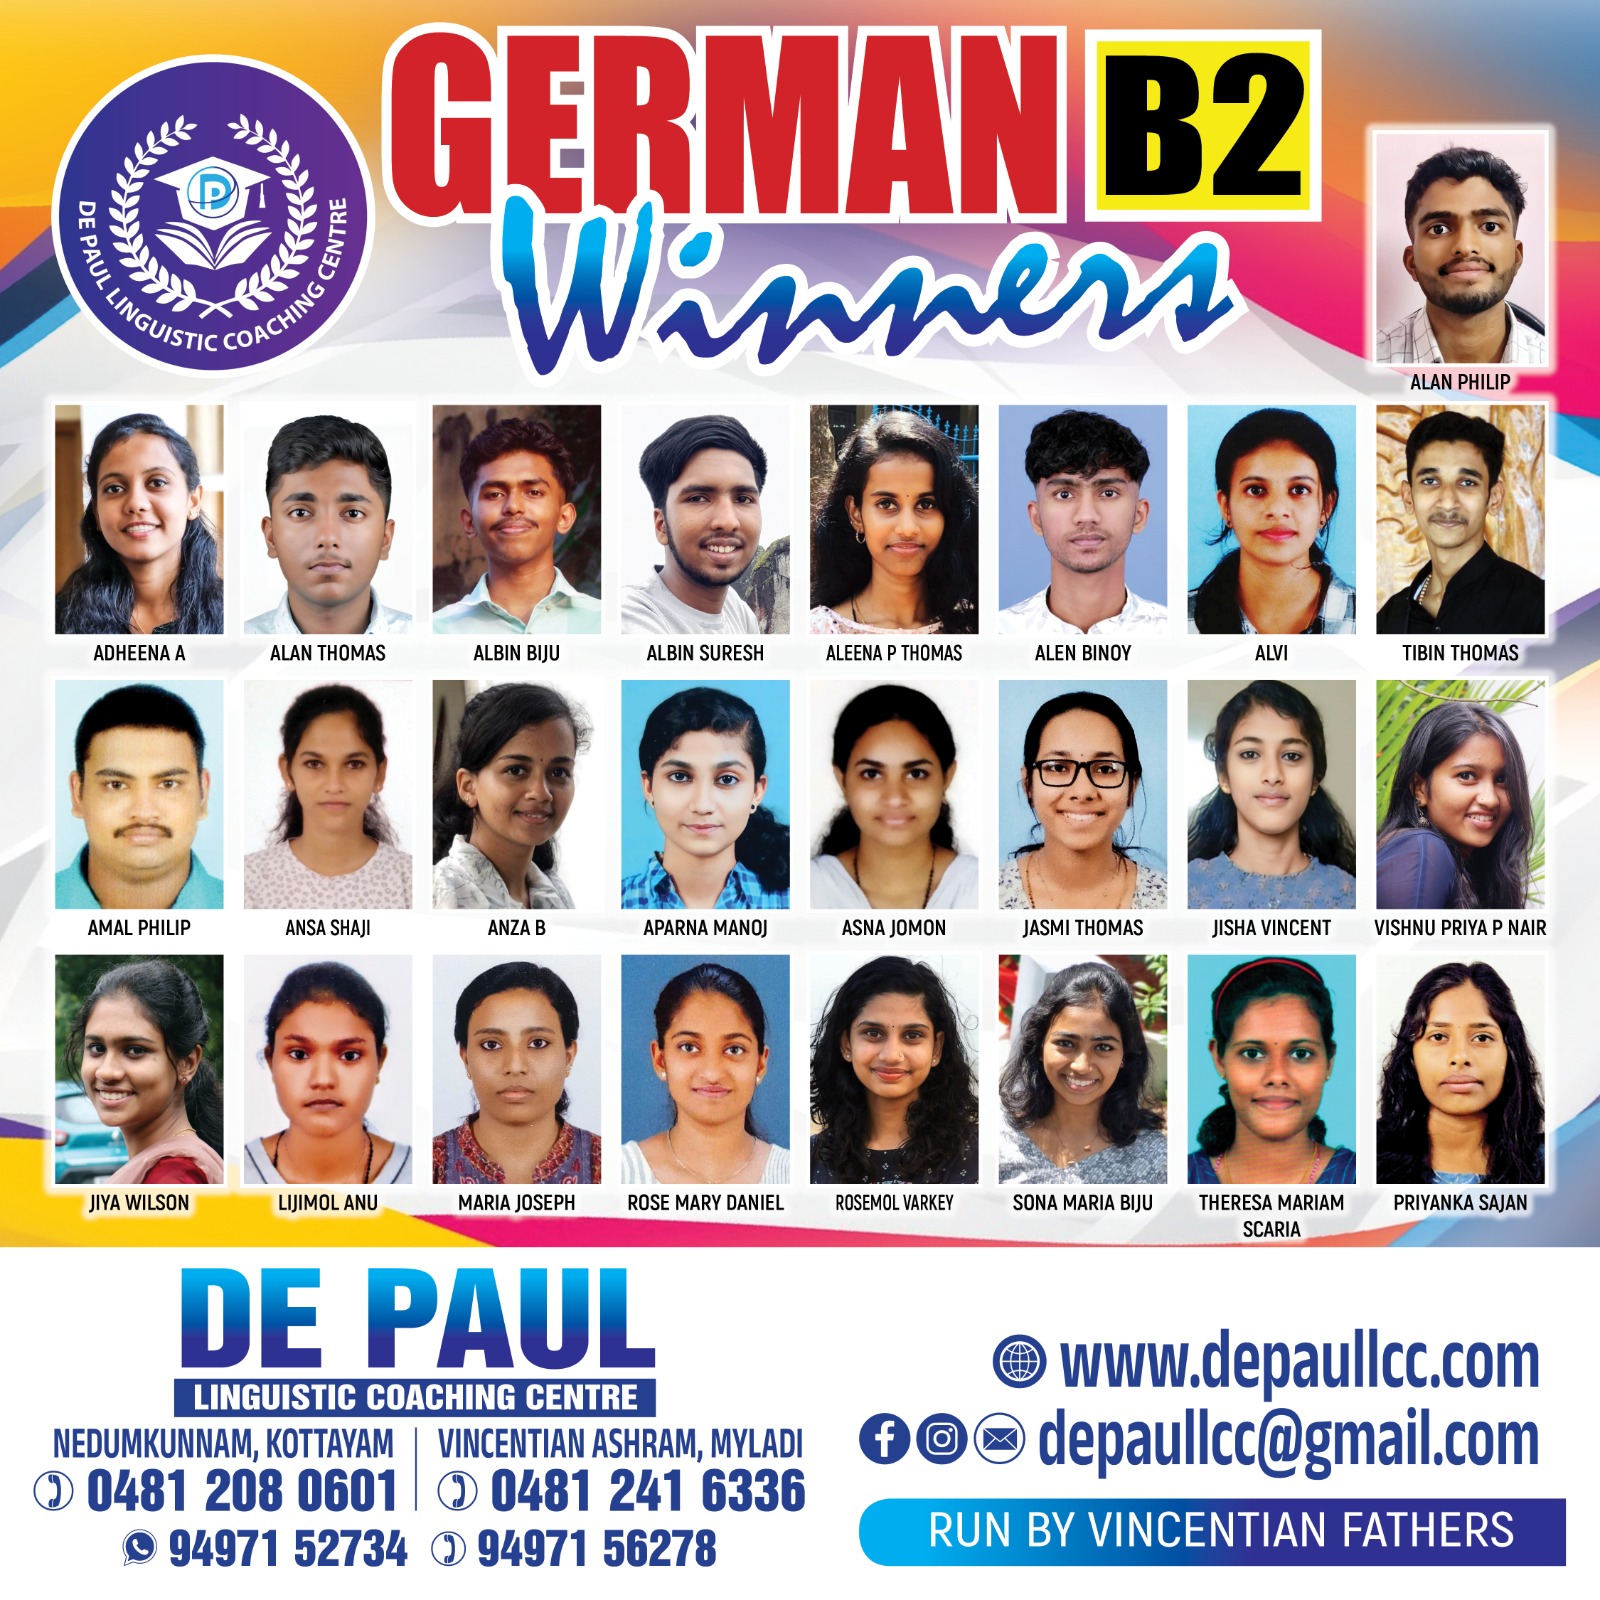 DE PAUL LINGUISTIC COACHING CENTRE
GERMAN B2
Winners
ALAN PHILIP
ADHEENA A
ALAN THOMAS
ALBIN BIJU
ALBIN SURESH
ALEENA P THOMAS
ALEN BINOY
ALVI
TIBIN THOMAS
AMAL PHILIP
ANSA SHAJI
ANZA B
APARNA MANOJ
ASNA JOMON
JASMI THOMAS
JISHA VINCENT
VISHNU PRIYA P NAIR
JIYA WILSON
LIJIMOL ANU
MARIA JOSEPH
ROSE MARY DANIEL
ROSEMOL VARKEY
SONA MARIA BIJU
THERESA MARIAM
SCARIA
PRIYANKA SAJAN
DE PAUL
LINGUISTIC COACHING CENTRE
NEDUMKUNNAM, KOTTAYAM
0481 208 0601
VINCENTIAN ASHRAM, MYLADI
0481 241 6336
94971 52734
94971 56278
www.depaullcc.com
depaullcc@gmail.com
RUN BY VINCENTIAN FATHERS